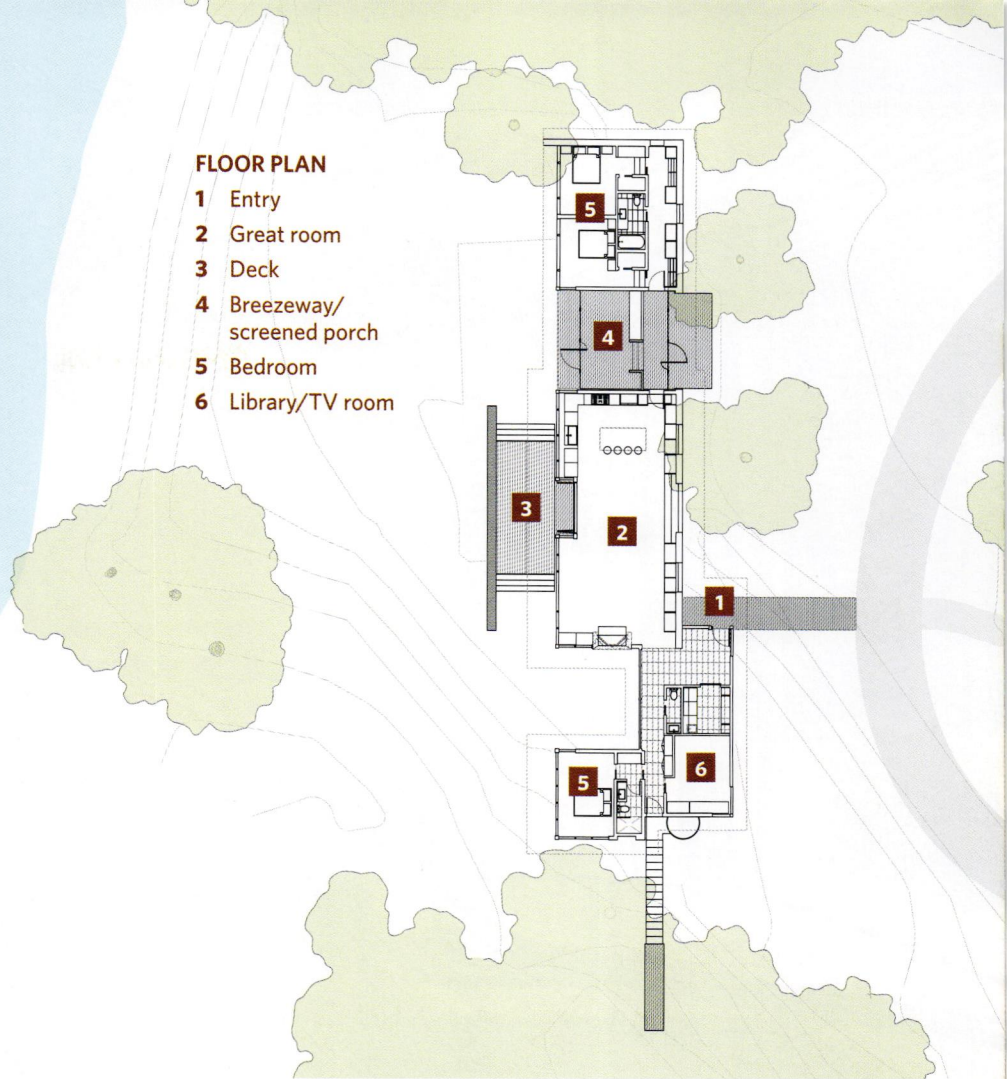 FLOOR PLAN
1 Entry
2 Great room
3 Deck
4 Breezeway/
screened porch
5 Bedroom
6 Library/TV room
5
4
3
2
1
6
5